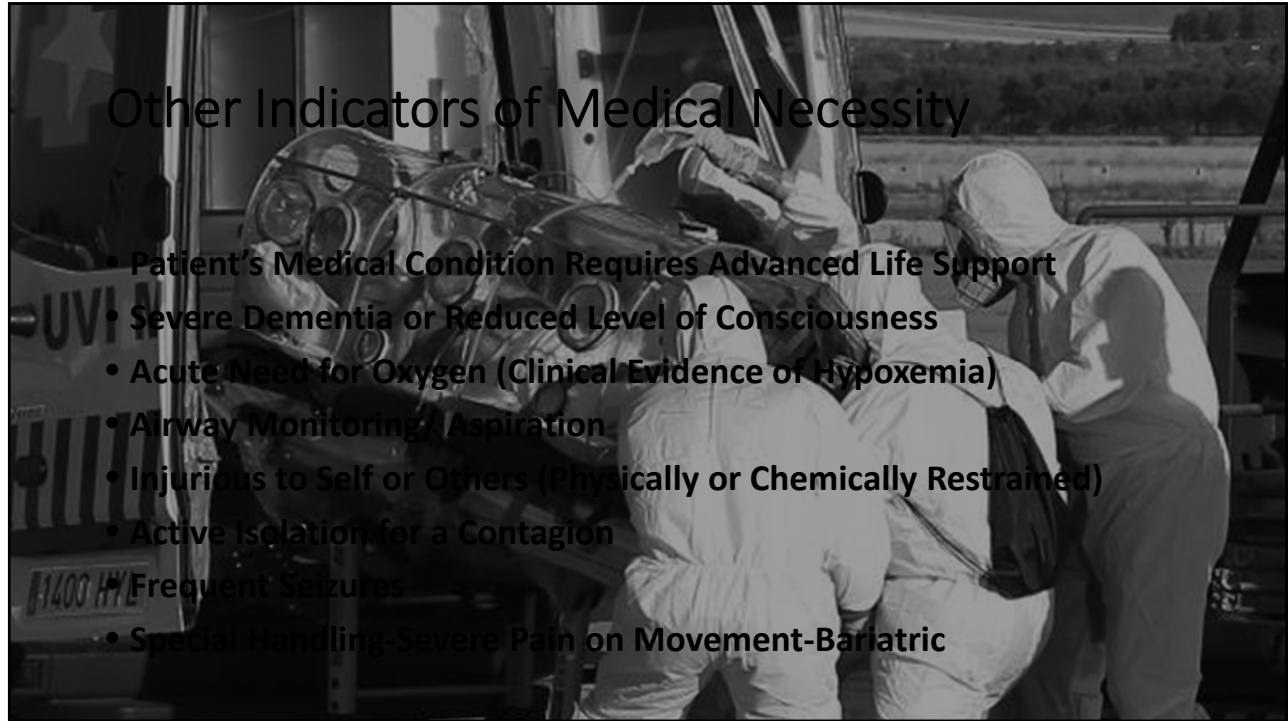 Other Indicators of Medical Necessity
• Patient's Medical Condition Requires Advanced Life Support
• Severe Dementia or Reduced Level of Consciousness
• Acute Need for Oxygen (Clinical Evidence of Hypoxemia)
• Airway Monitoring/ Aspiration
• Injurious to Self or Others (Physically or Chemically Restrained)
• Active Isolation for a Contagion
• Frequent Seizures
• Special Handling-Severe Pain on Movement-Bariatric
UVI